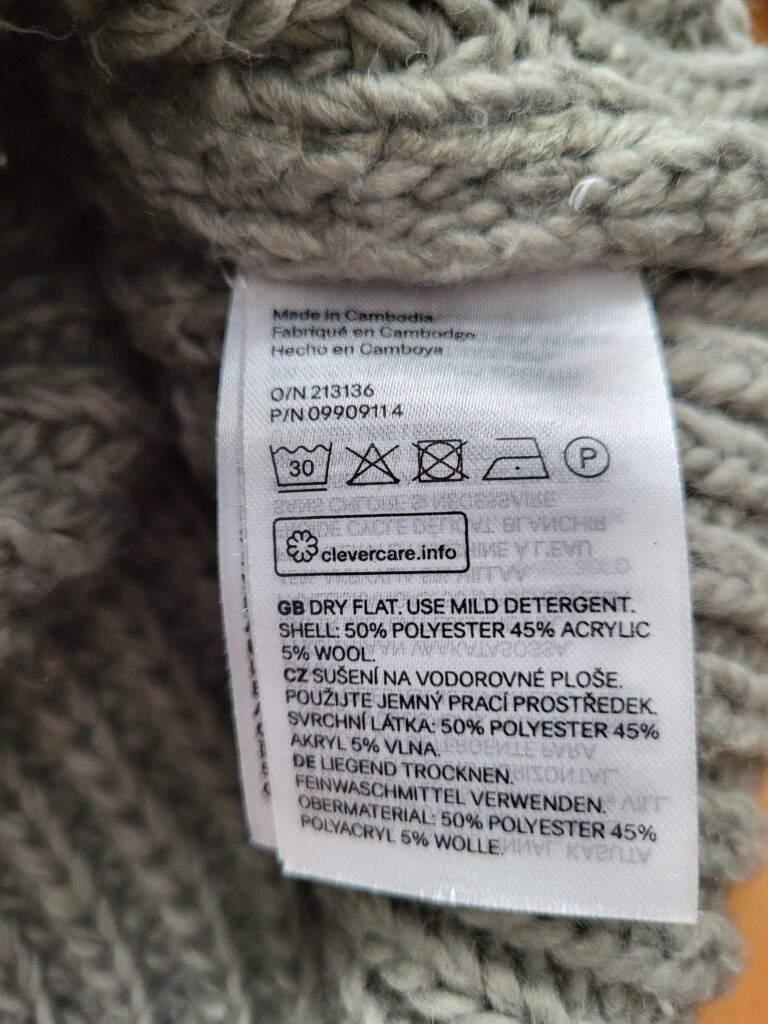 Made in Cambodia
Fabriqué en Cambodge
Hecho en Camboya
O/N 213136
P/N 09909114
30 P
clevercare.info
GB DRY FLAT. USE MILD DETERGENT.
SHELL: 50% POLYESTER 45% ACRYLIC
5% WOOL.
CZ SUŠENÍ NA VODOROVNÉ PLOŠE.
POUŽIJTE JEMNÝ PRACÍ PROSTŘEDEK.
SVRCHNÍ LÁTKA: 50% POLYESTER 45%
AKRYL 5% VLNA.
DE LIEGEND TROCKNEN.
FEINWASCHMITTEL VERWENDEN.
OBERMATERIAL: 50% POLYESTER 45%
POLYACRYL 5% WOLLE.